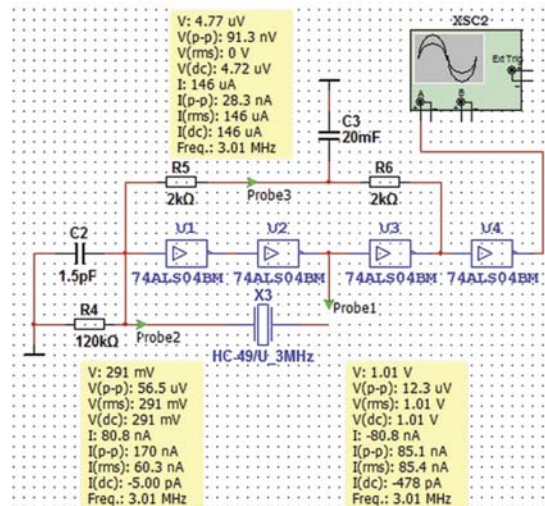 V: 4.77 uV
V(p-p): 91.3 nV
V(rms): 0 V
V(dc): 4.72 uV
I: 146 uA
I(p-p): 28.3 nA
I(rms): 146 uA
I(dc): 146 uA
Freq.: 3.01 MHz
XSC2
Ext Trig
A
B
C3
20mF
R5
2kΩ
Probe3
R6
2kΩ
C2
1.5pF
U1
74ALS04BM
U2
74ALS04BM
U3
74ALS04BM
U4
74ALS04BM
R4
120kΩ
Probe2
X3
HC-49/U_3MHz
Probe1
V: 291 mV
V(p-p): 56.5 uV
V(rms): 291 mV
V(dc): 291 mV
I: 80.8 nA
I(p-p): 170 nA
I(rms): 60.3 nA
I(dc): -5.00 pA
Freq.: 3.01 MHz
V: 1.01 V
V(p-p): 12.3 uV
V(rms): 1.01 V
V(dc): 1.01 V
I: -80.8 nA
I(p-p): 85.1 nA
I(rms): 85.4 nA
I(dc): -478 pA
Freq.: 3.01 MHz